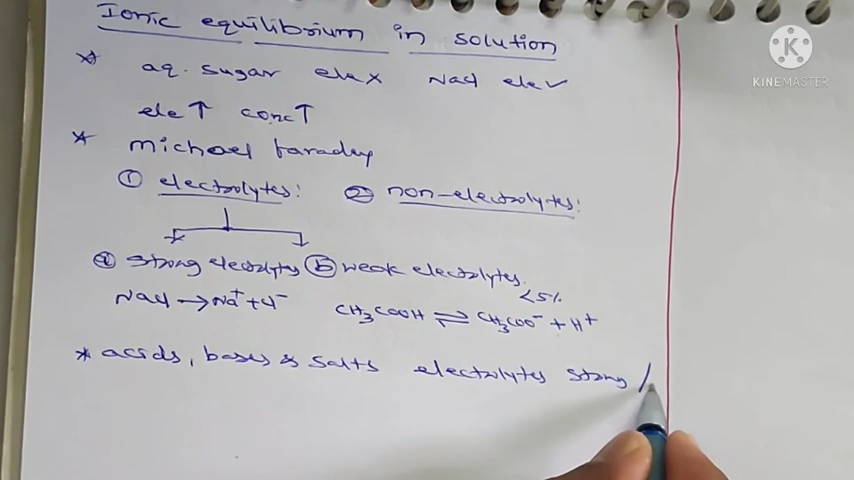 Ionic equilibrium in solution
* aq. sugar ele x NaCl ele ✓
ele ↑ conc ↑
* michael faraday
① electrolytes: ② non-electrolytes:
ⓐ strong electrolytes ⓑ weak electrolytes.
<5%
NaCl → Na⁺ + Cl⁻ CH₃COOH ⇌ CH₃COO⁻ + H⁺
* acids, bases & salts electrolytes strong /
K
KINEMASTER